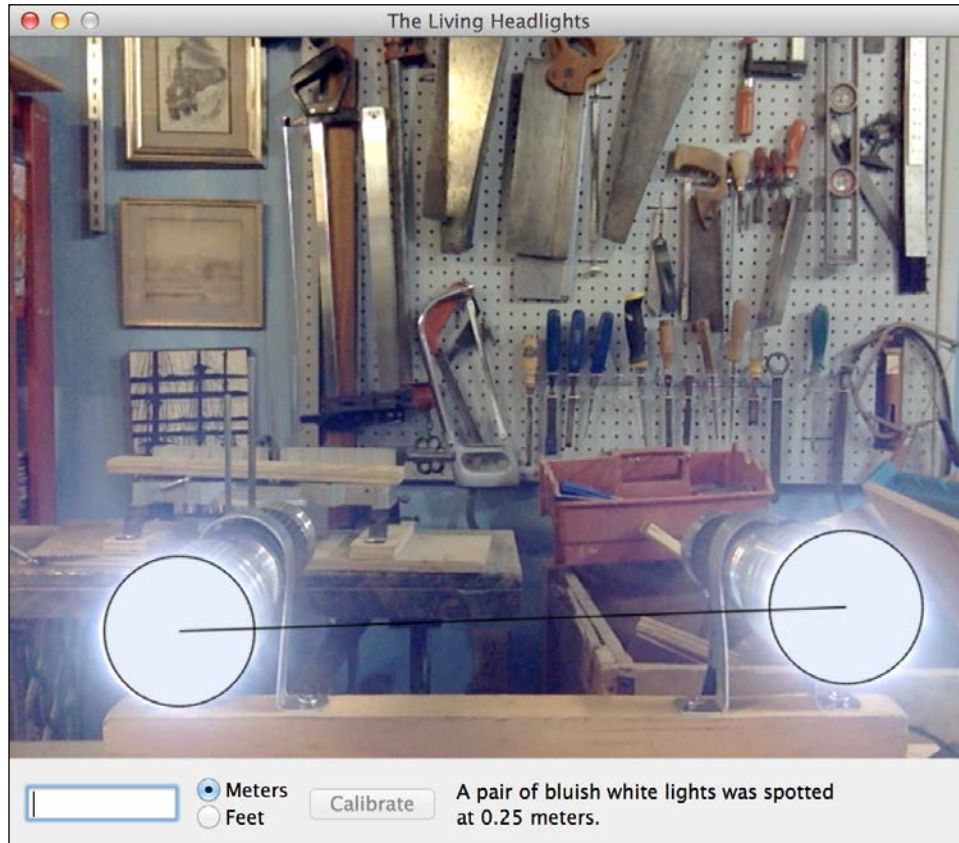 The Living Headlights
Meters
Feet
Calibrate
A pair of bluish white lights was spotted
at 0.25 meters.